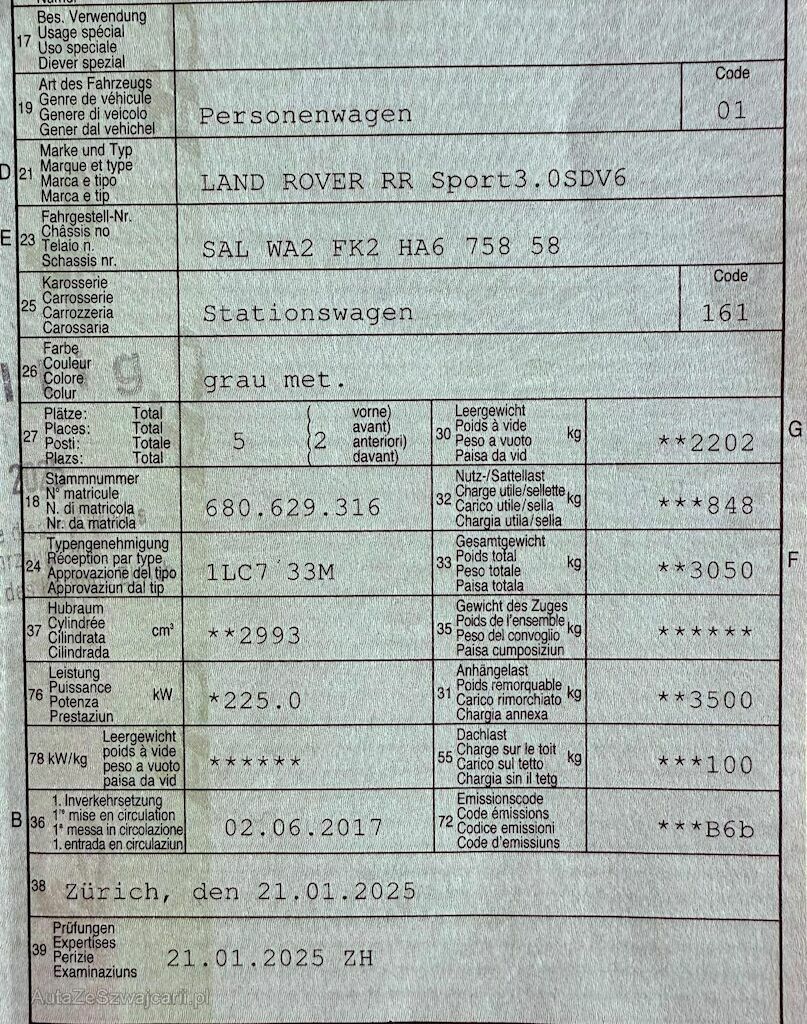 17 Bes. Verwendung
Usage spécial
Uso speciale
Diever spezial
19 Art des Fahrzeugs
Genre de véhicule
Genere di veicolo
Gener dal vehichel
Personenwagen
Code
01
D 21 Marke und Typ
Marque et type
Marca e tipo
Marca e tip
LAND ROVER RR Sport3.0SDV6
E 23 Fahrgestell-Nr.
Châssis no
Telaio n.
Schassis nr.
SAL WA2 FK2 HA6 758 58
25 Karosserie
Carrosserie
Carrozzeria
Carossaria
Stationswagen
Code
161
26 Farbe
Couleur
Colore
Colur
grau met.
27 Plätze: Total
Places: Total
Posti: Totale
Plazs: Total
5 (2 vorne)
( avant)
( anteriori)
( davant)
30 Leergewicht
Poids à vide
Peso a vuoto
Paisa da vid
kg
**2202
G
18 Stammnummer
N° matricule
N. di matricola
Nr. da matricla
680.629.316
32 Nutz-/Sattellast
Charge utile/sellette
Carico utile/sella
Chargia utila/sella
kg
***848
24 Typengenehmigung
Réception par type
Approvazione del tipo
Approvaziun dal tip
1LC7 33M
33 Gesamtgewicht
Poids total
Peso totale
Paisa totala
kg
**3050
F
37 Hubraum
Cylindrée
Cilindrata
Cilindrada
cm³
**2993
35 Gewicht des Zuges
Poids de l'ensemble
Peso del convoglio
Paisa cumposiziun
kg
******
76 Leistung
Puissance
Potenza
Prestaziun
kW
*225.0
31 Anhängelast
Poids remorquable
Carico rimorchiato
Chargia annexa
kg
**3500
78 kW/kg Leergewicht
poids à vide
peso a vuoto
paisa da vid
******
55 Dachlast
Charge sur le toit
Carico sul tetto
Chargia sin il tetg
kg
***100
B 36 1. Inverkehrsetzung
1re mise en circulation
1a messa in circolazione
1. entrada en circulaziun
02.06.2017
72 Emissionscode
Code émissions
Codice emissioni
Code d'emissiuns
***B6b
38 Zürich, den 21.01.2025
39 Prüfungen
Expertises
Perizie
Examinaziuns
21.01.2025 ZH
AutaZeSzwajcarii.pl